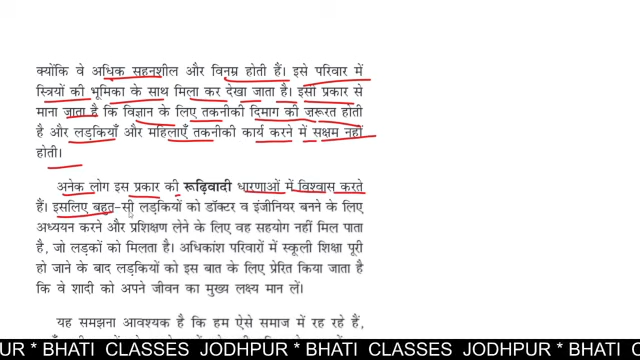 क्योंकि वे अधिक सहनशील और विनम्र होती हैं। इसे परिवार में
स्त्रियों की भूमिका के साथ मिला कर देखा जाता है। इसी प्रकार से
माना जाता है कि विज्ञान के लिए तकनीकी दिमाग की ज़रूरत होती
है और लड़कियाँ और महिलाएँ तकनीकी कार्य करने में सक्षम नहीं
होती।
अनेक लोग इस प्रकार की रूढ़िवादी धारणाओं में विश्वास करते
हैं। इसलिए बहुत-सी लड़कियों को डॉक्टर व इंजीनियर बनने के लिए
अध्ययन करने और प्रशिक्षण लेने के लिए वह सहयोग नहीं मिल पाता
है, जो लड़कों को मिलता है। अधिकांश परिवारों में स्कूली शिक्षा पूरी
हो जाने के बाद लड़कियों को इस बात के लिए प्रेरित किया जाता है
कि वे शादी को अपने जीवन का मुख्य लक्ष्य मान लें।
यह समझना आवश्यक है कि हम ऐसे समाज में रह रहे हैं,
PUR * BHATI CLASSES JODHPUR * BHATI CLASSES JODHPUR * BHATI